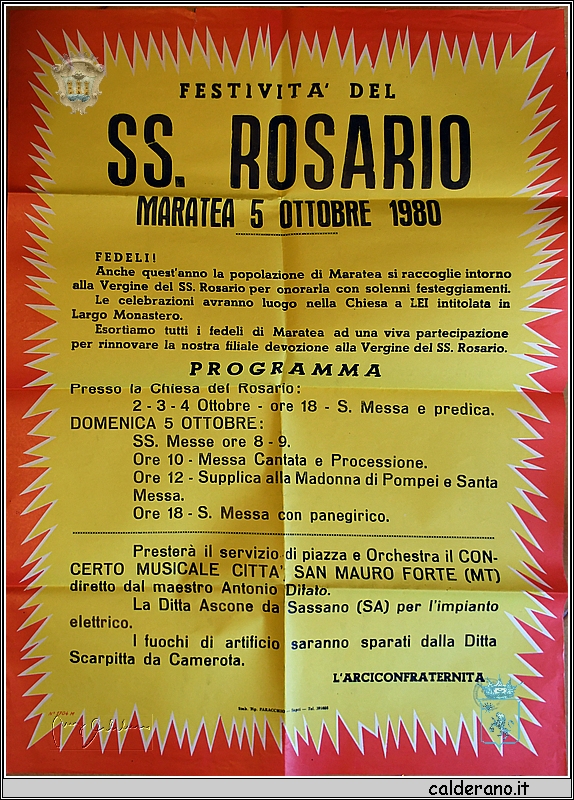 FESTIVITA' DEL
SS. ROSARIO
MARATEA 5 OTTOBRE 1980
FEDELI!
Anche quest'anno la popolazione di Maratea si raccoglie intorno
alla Vergine del SS. Rosario per onorarla con solenni festeggiamenti.
Le celebrazioni avranno luogo nella Chiesa a LEI intitolata in
Largo Monastero.
Esortiamo tutti i fedeli di Maratea ad una viva partecipazione
per rinnovare la nostra filiale devozione alla Vergine del SS. Rosario.
PROGRAMMA
Presso la Chiesa del Rosario:
2 - 3 - 4 Ottobre - ore 18 - S. Messa e predica.
DOMENICA 5 OTTOBRE:
SS. Messe ore 8 - 9.
Ore 10 - Messa Cantata e Processione.
Ore 12 - Supplica alla Madonna di Pompei e Santa
Messa.
Ore 18 - S. Messa con panegirico.
Presterà il servizio di piazza e Orchestra il CON-
CERTO MUSICALE CITTA' SAN MAURO FORTE (MT)
diretto dal maestro Antonio Ditato.
La Ditta Ascone da Sassano (SA) per l'impianto
elettrico.
I fuochi di artificio saranno sparati dalla Ditta
Scarpitta da Camerota.
L'ARCICONFRATERNITA
Tip. FARACCHIO - Sapri - Tel. 391000
calderano.it